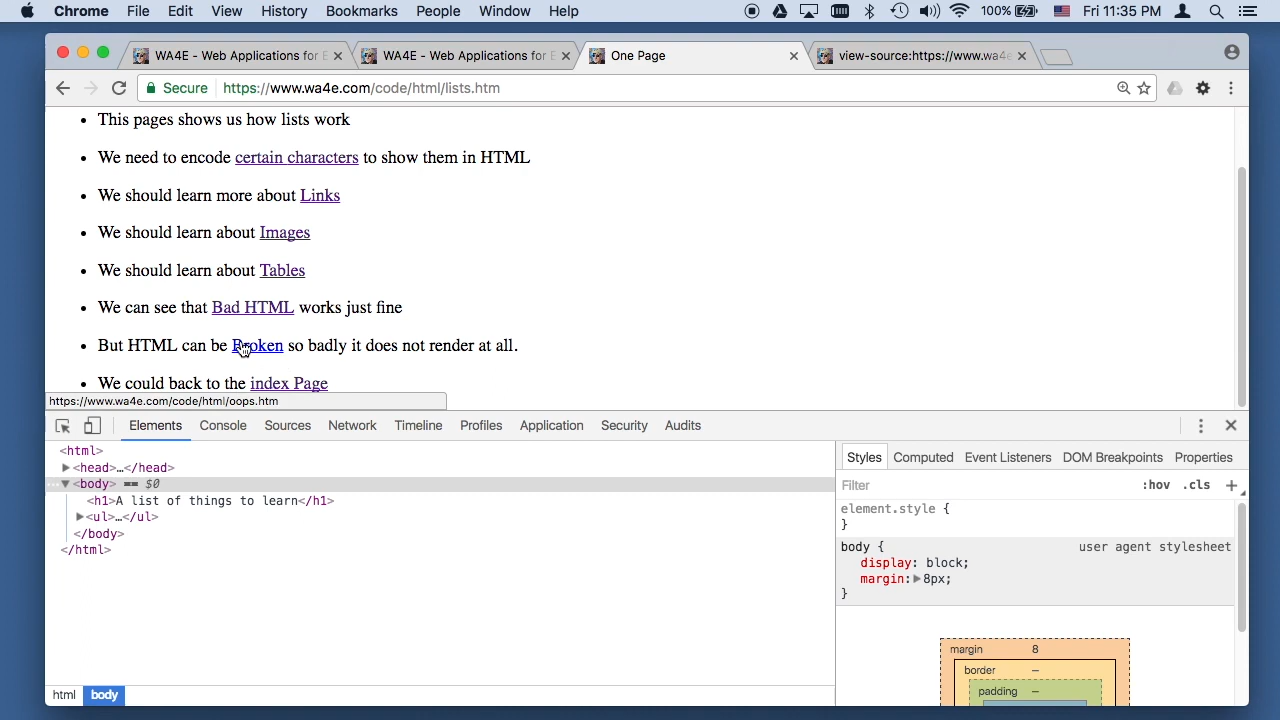 Chrome File Edit View History Bookmarks People Window Help 100% Fri 11:35 PM
WA4E - Web Applications for E WA4E - Web Applications for E One Page view-source:https://www.wa4e
Secure https://www.wa4e.com/code/html/lists.htm
• This pages shows us how lists work
• We need to encode certain characters to show them in HTML
• We should learn more about Links
• We should learn about Images
• We should learn about Tables
• We can see that Bad HTML works just fine
• But HTML can be Broken so badly it does not render at all.
• We could back to the index Page
https://www.wa4e.com/code/html/oops.htm
Elements Console Sources Network Timeline Profiles Application Security Audits
<html>
▶<head>…</head>
…▼<body> == $0
<h1>A list of things to learn</h1>
▶<ul>…</ul>
</body>
</html>
html body
Styles Computed Event Listeners DOM Breakpoints Properties
Filter :hov .cls +
element.style {
}
body { user agent stylesheet
display: block;
margin:▶8px;
}
margin 8
border –
padding –